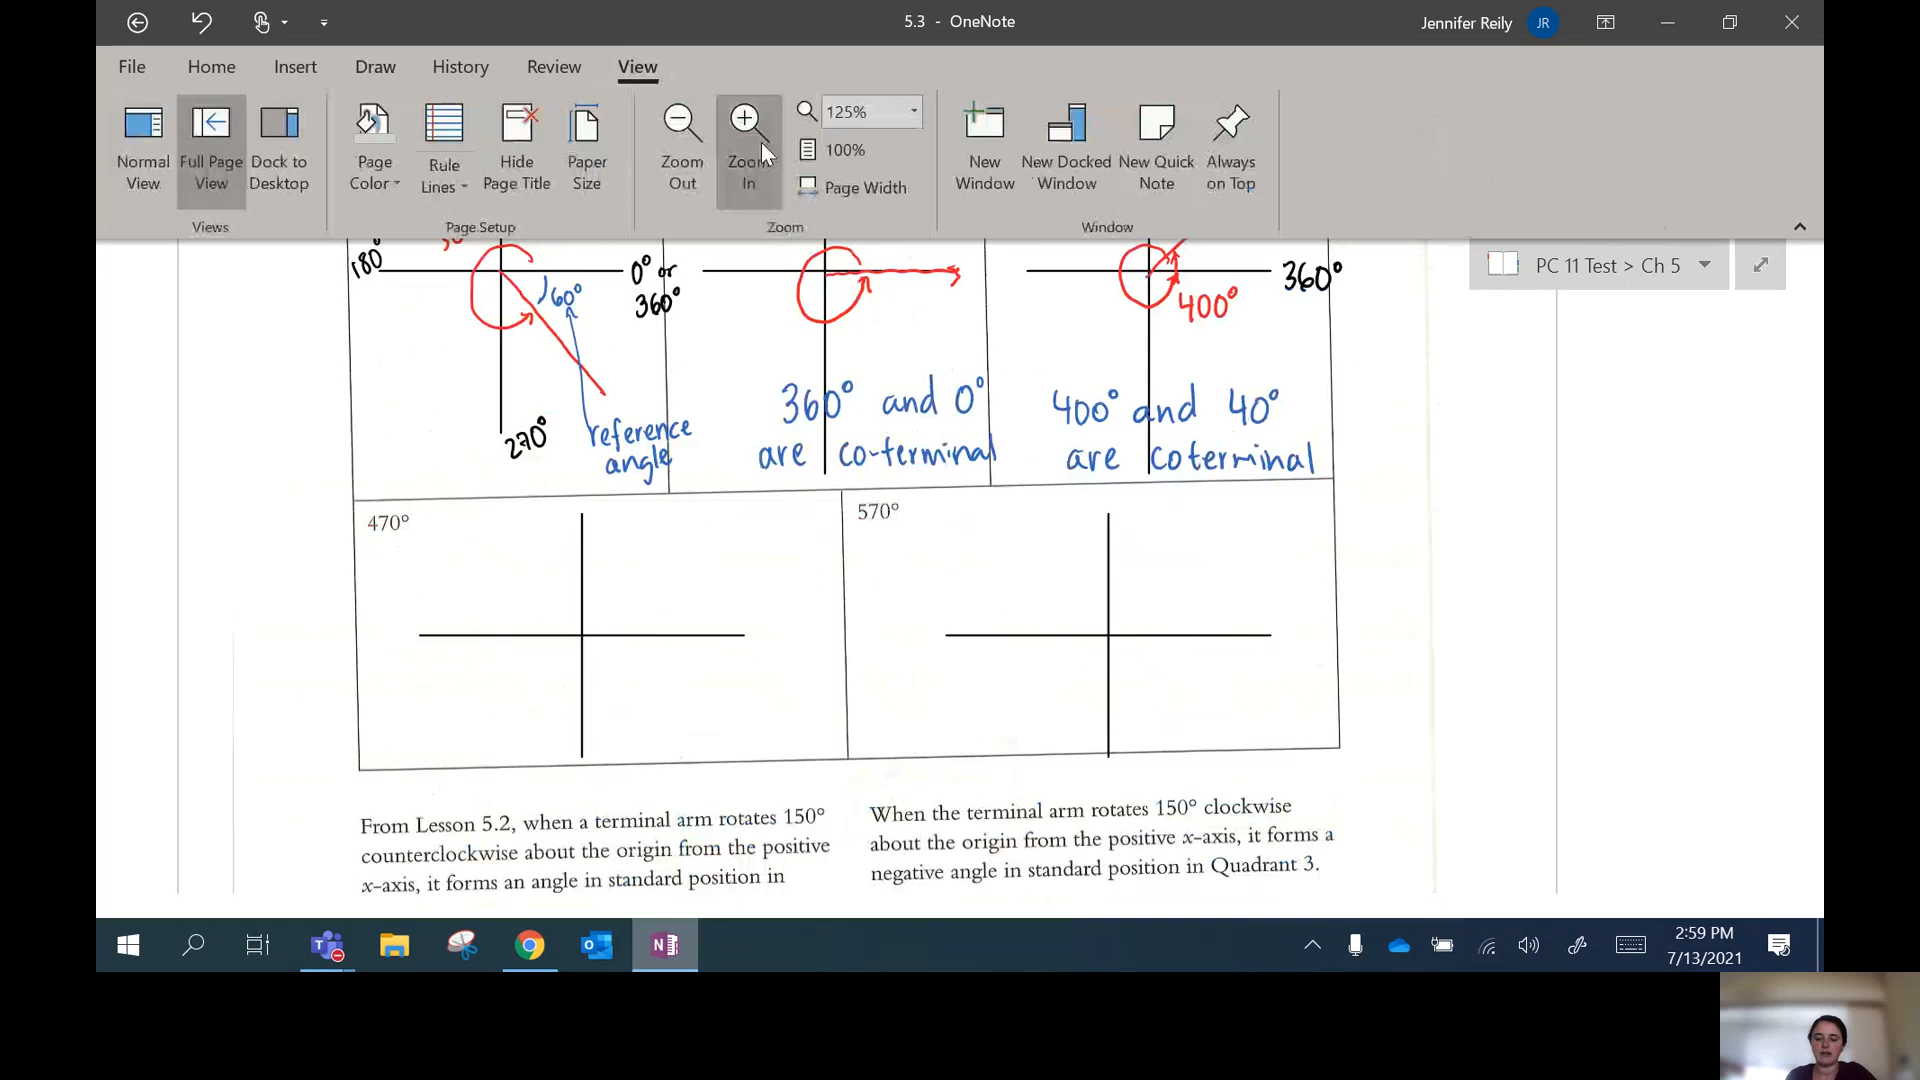 5.3 - OneNote
Jennifer Reily JR
File Home Insert Draw History Review View
Normal View
Full Page View
Dock to Desktop
Views
Page Color
Rule Lines
Hide Page Title
Paper Size
Page Setup
Zoom Out
Zoom In
125%
100%
Page Width
Zoom
New Window
New Docked Window
New Quick Note
Always on Top
Window
PC 11 Test > Ch 5
180°
0° or
360°
60°
270°
reference
angle
360° and 0°
are co-terminal
360°
400°
400° and 40°
are coterminal
470°
570°
From Lesson 5.2, when a terminal arm rotates 150°
counterclockwise about the origin from the positive
x-axis, it forms an angle in standard position in
When the terminal arm rotates 150° clockwise
about the origin from the positive x-axis, it forms a
negative angle in standard position in Quadrant 3.
2:59 PM
7/13/2021